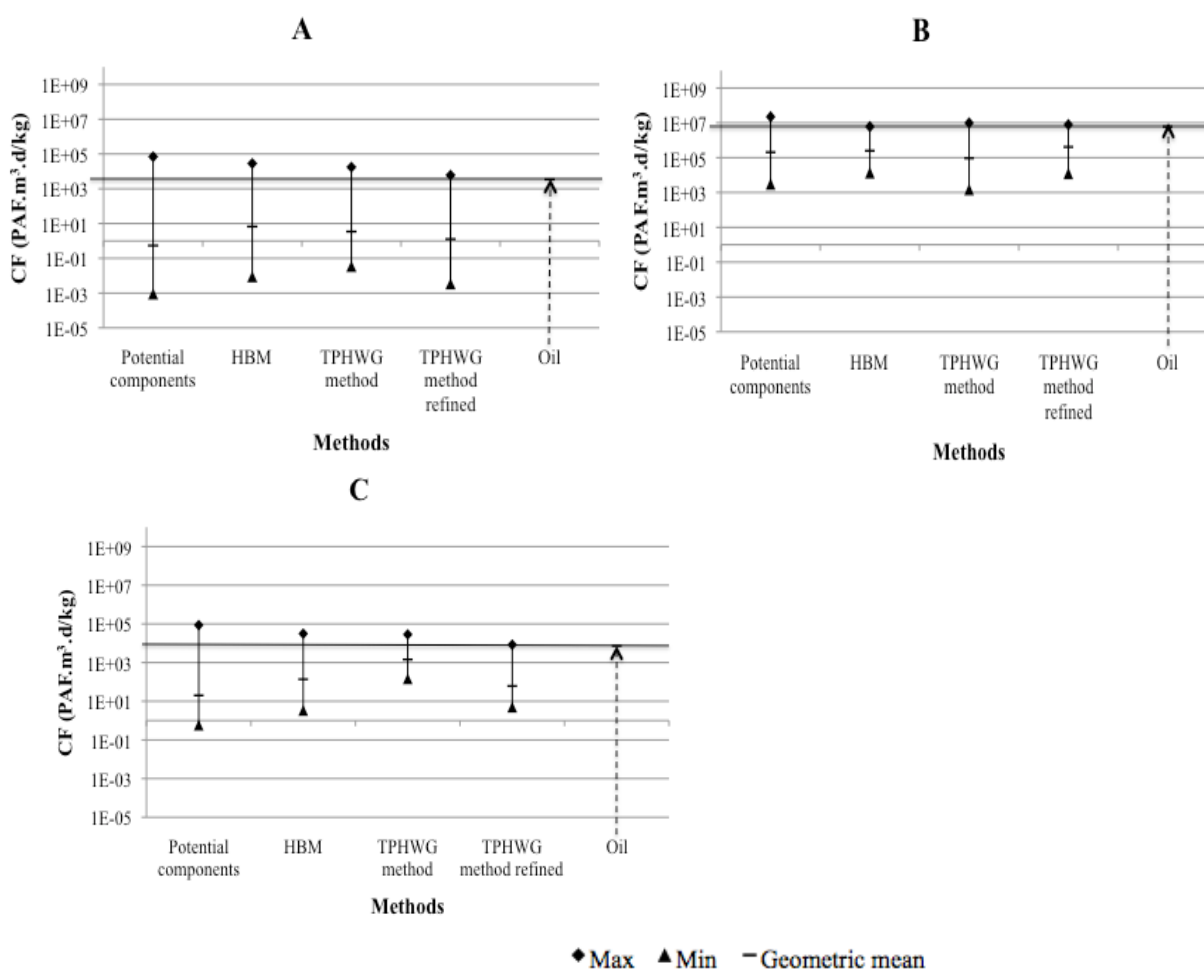 A
CF (PAF.m³.d/kg)
1E+09
1E+07
1E+05
1E+03
1E+01
1E-01
1E-03
1E-05
Potential components
HBM
TPHWG method
TPHWG method refined
Oil
Methods
B
CF (PAF.m³.d/kg)
1E+09
1E+07
1E+05
1E+03
1E+01
1E-01
1E-03
1E-05
Potential components
HBM
TPHWG method
TPHWG method refined
Oil
Methods
C
CF (PAF.m³.d/kg)
1E+09
1E+07
1E+05
1E+03
1E+01
1E-01
1E-03
1E-05
Potential components
HBM
TPHWG method
TPHWG method refined
Oil
Methods
Max Min Geometric mean